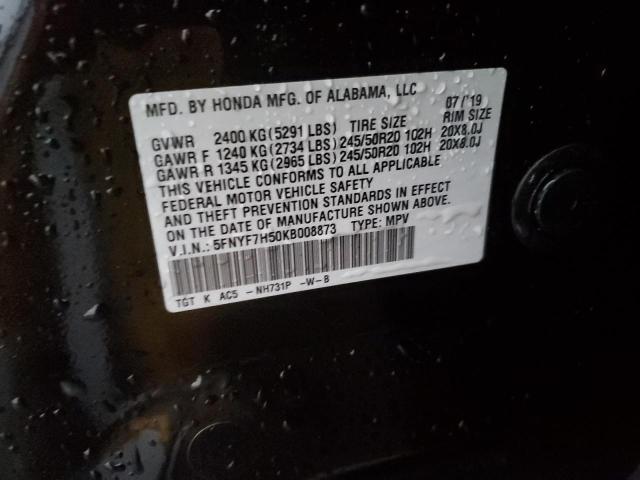 MFD. BY HONDA MFG. OF ALABAMA, LLC 07/'19
GVWR 2400 KG(5291 LBS) TIRE SIZE RIM SIZE
GAWR F 1240 KG(2734 LBS)245/50R20 102H 20X8.0J
GAWR R 1345 KG(2965 LBS)245/50R20 102H 20X8.0J
THIS VEHICLE CONFORMS TO ALL APPLICABLE
FEDERAL MOTOR VEHICLE SAFETY
AND THEFT PREVENTION STANDARDS IN EFFECT
ON THE DATE OF MANUFACTURE SHOWN ABOVE.
V.I.N.: 5FNYF7H50KB008873 TYPE: MPV
TGT K AC5 -NH731P -W-B